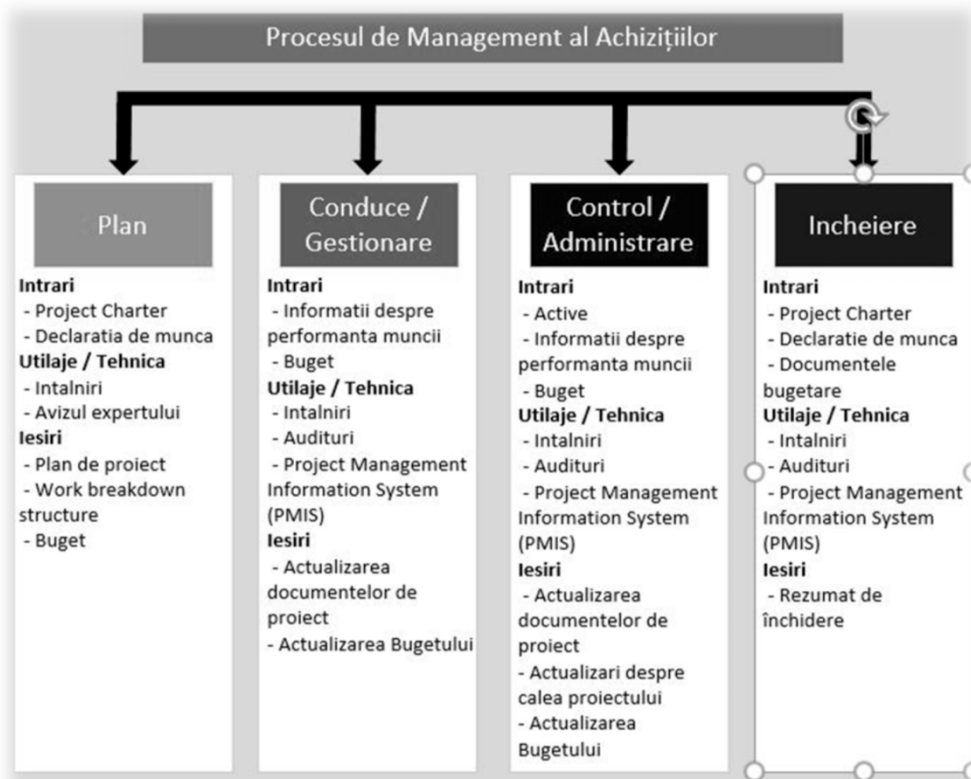 Procesul de Management al Achizițiilor
Plan
Intrari
- Project Charter
- Declaratia de munca
Utilaje / Tehnica
- Intalniri
- Avizul expertului
Iesiri
- Plan de proiect
- Work breakdown
structure
- Buget
Conduce /
Gestionare
Intrari
- Informatii despre
performanta muncii
- Buget
Utilaje / Tehnica
- Intalniri
- Audituri
- Project Management
Information System
(PMIS)
Iesiri
- Actualizarea
documentelor de
proiect
- Actualizarea Bugetului
Control /
Administrare
Intrari
- Active
- Informatii despre
performanta muncii
- Buget
Utilaje / Tehnica
- Intalniri
- Audituri
- Project Management
Information System
(PMIS)
Iesiri
- Actualizarea
documentelor de
proiect
- Actualizari despre
calea proiectului
- Actualizarea
Bugetului
Incheiere
Intrari
- Project Charter
- Declaratie de munca
- Documentele
bugetare
Utilaje / Tehnica
- Intalniri
- Audituri
- Project Management
Information System
(PMIS)
Iesiri
- Rezumat de
închidere